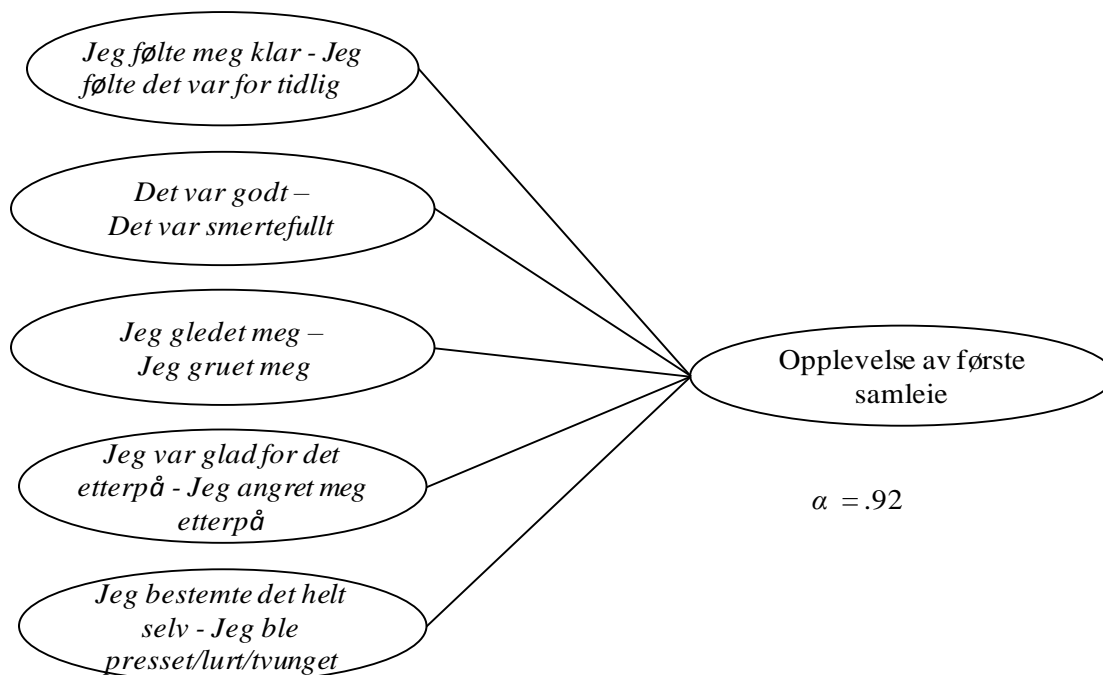 Jeg følte meg klar - Jeg
følte det var for tidlig
Det var godt –
Det var smertefullt
Jeg gledet meg –
Jeg gruet meg
Jeg var glad for det
etterpå - Jeg angret meg
etterpå
Jeg bestemte det helt
selv - Jeg ble
presset/lurt/tvunget
Opplevelse av første
samleie
α = .92